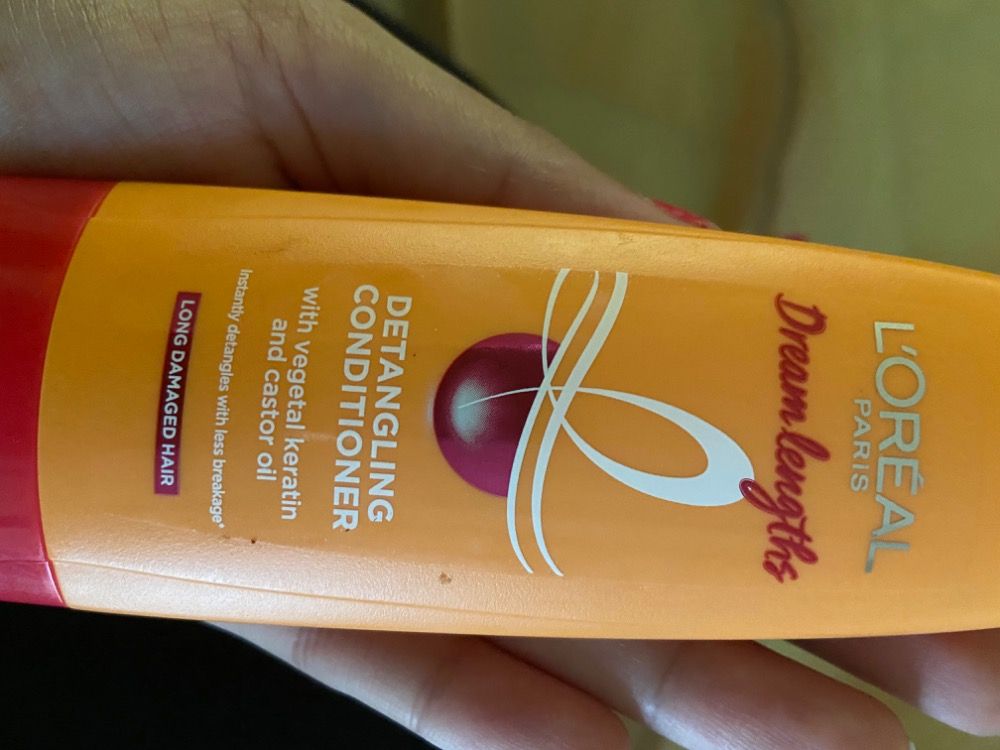 L'ORÉAL
PARIS
Dream lengths
DETANGLING
CONDITIONER
with vegetal keratin
and castor oil
Instantly detangles with less breakage*
LONG DAMAGED HAIR